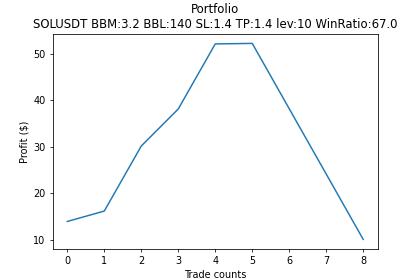 Portfolio
SOLUSDT BBM:3.2 BBL:140 SL:1.4 TP:1.4 lev:10 WinRatio:67.0
50
40
30
20
10
Profit ($)
0 1 2 3 4 5 6 7 8
Trade counts